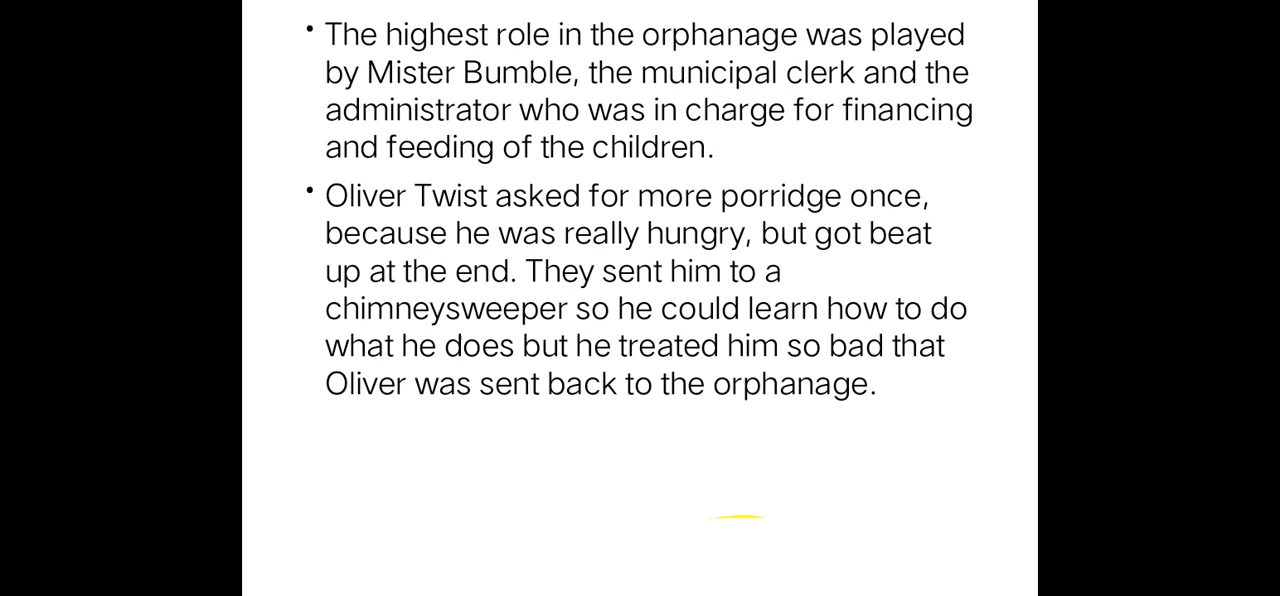 • The highest role in the orphanage was played
by Mister Bumble, the municipal clerk and the
administrator who was in charge for financing
and feeding of the children.
• Oliver Twist asked for more porridge once,
because he was really hungry, but got beat
up at the end. They sent him to a
chimneysweeper so he could learn how to do
what he does but he treated him so bad that
Oliver was sent back to the orphanage.